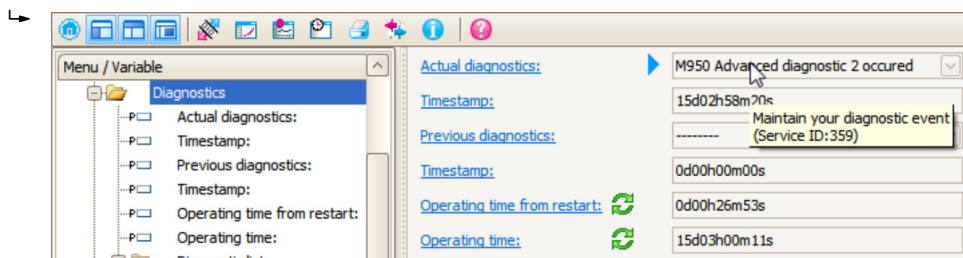 Menu / Variable
Diagnostics
Actual diagnostics:
Timestamp:
Previous diagnostics:
Timestamp:
Operating time from restart:
Operating time:
Actual diagnostics: M950 Advanced diagnostic 2 occured
Timestamp: 15d02h58m20s
Maintain your diagnostic event
(Service ID:359)
Previous diagnostics: --------
Timestamp: 0d00h00m00s
Operating time from restart: 0d00h26m53s
Operating time: 15d03h00m11s